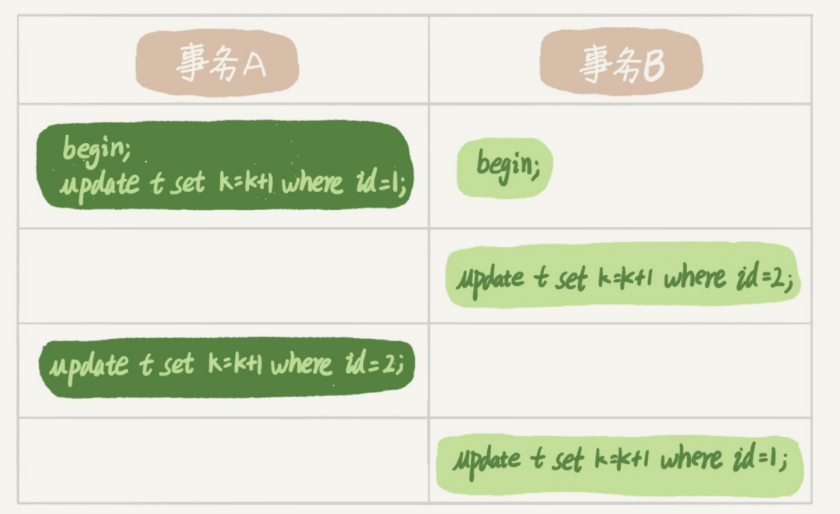 事务A
事务B
begin;
update t set k=k+1 where id=1;
begin;
update t set k=k+1 where id=2;
update t set k=k+1 where id=2;
update t set k=k+1 where id=1;